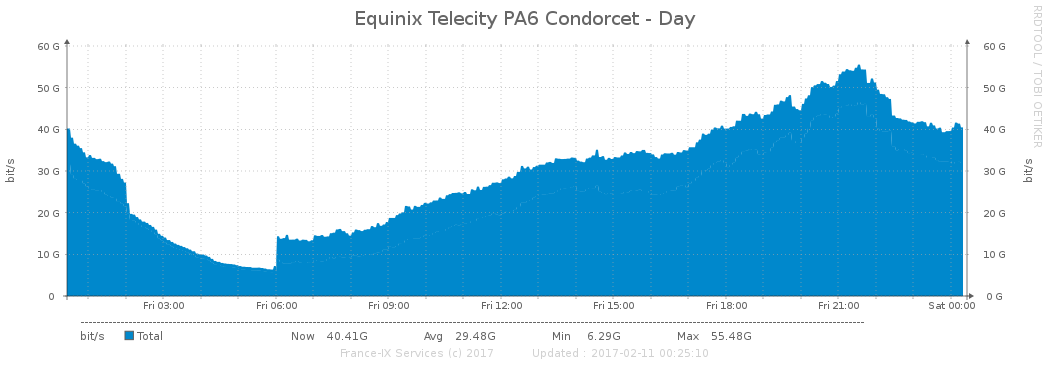 Equinix Telecity PA6 Condorcet - Day
RRDTOOL / TOBI OETIKER
60 G 60 G
50 G 50 G
40 G 40 G
30 G 30 G
20 G 20 G
10 G 10 G
0 0 G
bit/s
bit/s
Fri 03:00 Fri 06:00 Fri 09:00 Fri 12:00 Fri 15:00 Fri 18:00 Fri 21:00 Sat 00:00
bit/s Total Now 40.41G Avg 29.48G Min 6.29G Max 55.48G
France-IX Services (c) 2017 Updated : 2017-02-11 00:25:10